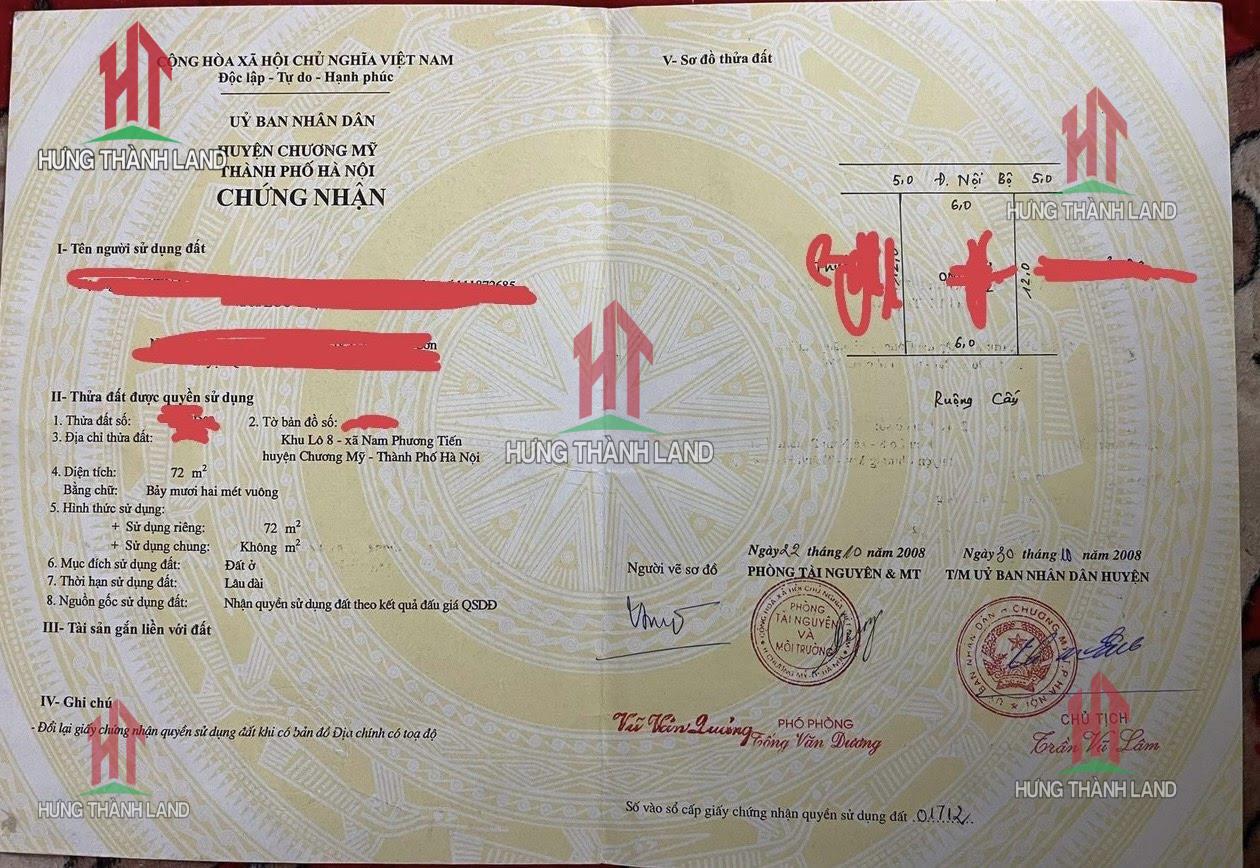 CỘNG HÒA XÃ HỘI CHỦ NGHĨA VIỆT NAM
Độc lập - Tự do - Hạnh phúc
UỶ BAN NHÂN DÂN
HUYỆN CHƯƠNG MỸ
THÀNH PHỐ HÀ NỘI
CHỨNG NHẬN
HƯNG THÀNH LAND
I- Tên người sử dụng đất
II- Thửa đất được quyền sử dụng
1. Thửa đất số: 2. Tờ bản đồ số:
3. Địa chỉ thửa đất: Khu Lô 8 - xã Nam Phương Tiến
huyện Chương Mỹ - Thành Phố Hà Nội
4. Diện tích: 72 m²
Bằng chữ: Bảy mươi hai mét vuông
5. Hình thức sử dụng:
+ Sử dụng riêng: 72 m²
+ Sử dụng chung: Không m²
6. Mục đích sử dụng đất: Đất ở
7. Thời hạn sử dụng đất: Lâu dài
8. Nguồn gốc sử dụng đất: Nhận quyền sử dụng đất theo kết quả đấu giá QSDĐ
III- Tài sản gắn liền với đất
IV- Ghi chú
- Đổi lại giấy chứng nhận quyền sử dụng đất khi có bản đồ Địa chính có toạ độ
HƯNG THÀNH LAND
HƯNG THÀNH LAND
V- Sơ đồ thửa đất
HƯNG THÀNH LAND
5,0 Đ. Nội Bộ 5,0
6,0
12,0 12,0
6,0
Ruộng Cấy
Ngày 22 tháng 10 năm 2008
PHÒNG TÀI NGUYÊN & MT
Ngày 30 tháng 10 năm 2008
T/M UỶ BAN NHÂN DÂN HUYỆN
Người vẽ sơ đồ
PHÒNG
TÀI NGUYÊN
VÀ
MÔI TRƯỜNG
Vũ Văn Quảng
PHÓ PHÒNG
Tống Văn Dương
CHỦ TỊCH
Trần Vũ Lâm
HƯNG THÀNH LAND
Số vào sổ cấp giấy chứng nhận quyền sử dụng đất 01712